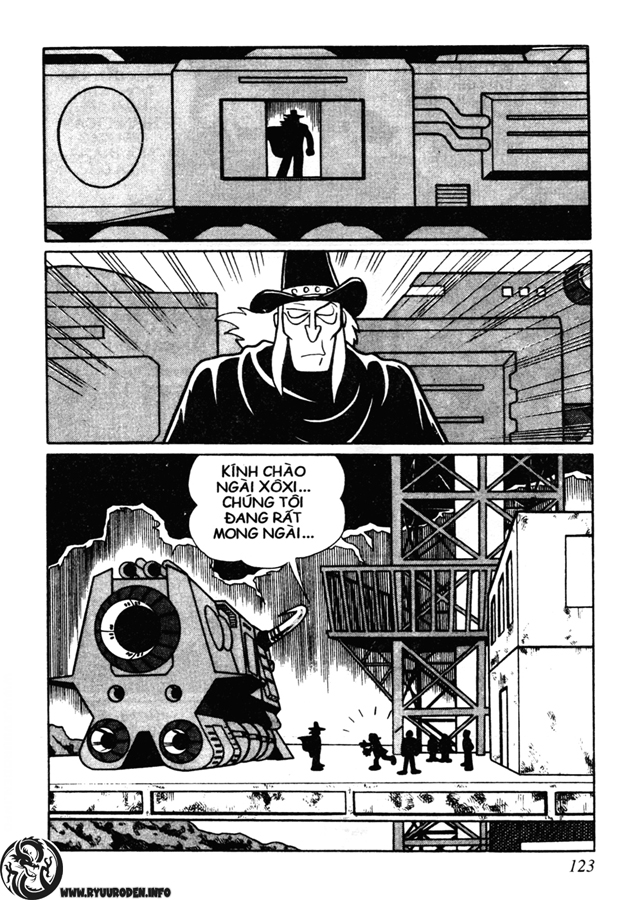 KÍNH CHÀO
NGÀI XÔXI...
CHÚNG TÔI
ĐANG RẤT
MONG NGÀI...
123
WWW.RYUURODEN.INFO